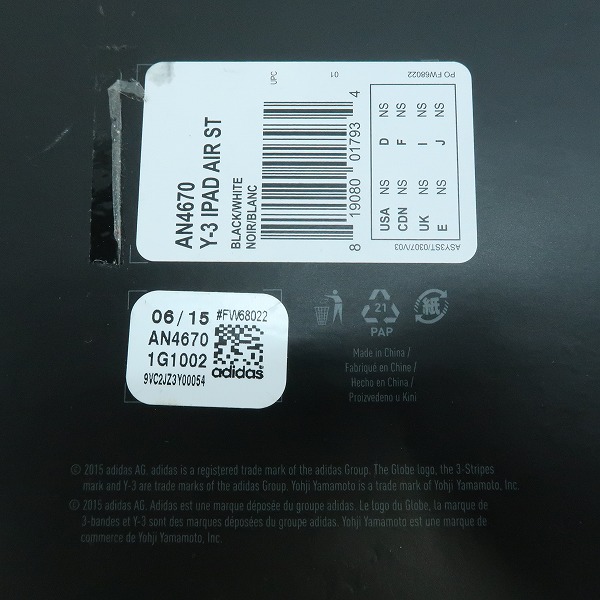 AN4670
Y-3 IPAD AIR ST
BLACK/WHITE
NOIR/BLANC
UPC
01
8 19080 01793 4
PO FW68022
USA NS D NS
CDN NS F NS
UK NS I NS
E NS J NS
ASY3ST/0307/V03
06/15 #FW68022
AN4670
1G1002
9VC2JZ3Y00054
adidas
21
PAP
紙
Made in China /
Fabriqué en Chine /
Hecho en China /
Proizvedeno u Kini
© 2015 adidas AG. adidas is a registered trade mark of the adidas Group. The Globe logo, the 3-Stripes
mark and Y-3 are trade marks of the adidas Group. Yohji Yamamoto is a trade mark of Yohji Yamamoto, Inc.
© 2015 adidas AG. Adidas est une marque déposée du groupe adidas. Le logo du Globe, la marque de
3-bandes et Y-3 sont des marques déposées du groupe adidas. Yohji Yamamoto est une marque de
commerce de Yohji Yamamoto, Inc.